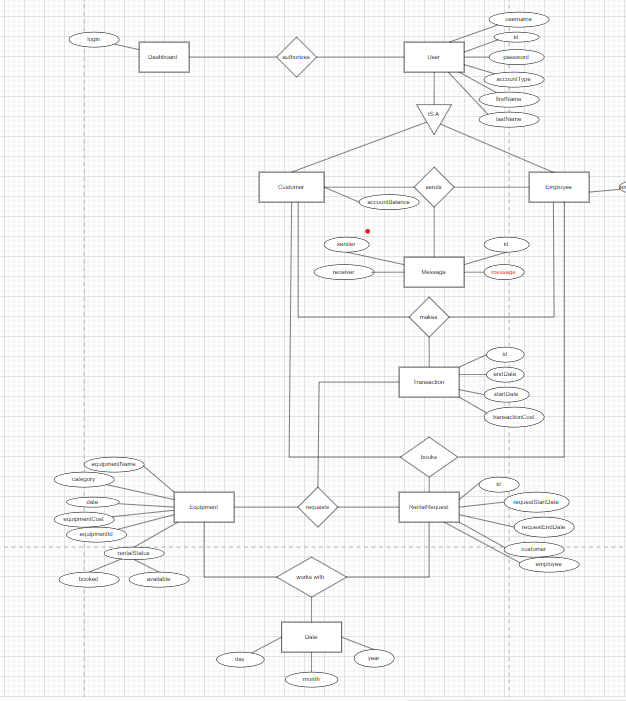 username
login
id
Dashboard
authorizes
User
password
accountType
firstName
IS A
lastName
Customer
sends
Employee
accountBalance
sender
id
receiver
Message
message
makes
id
Transaction
endDate
startDate
transactionCost
books
equipmentName
category
id
date
requestStartDate
Equipment
requests
RentalRequest
equipmentCost
requestEndDate
equipmentId
rentalStatus
customer
employee
booked
available
works with
Date
day
year
month